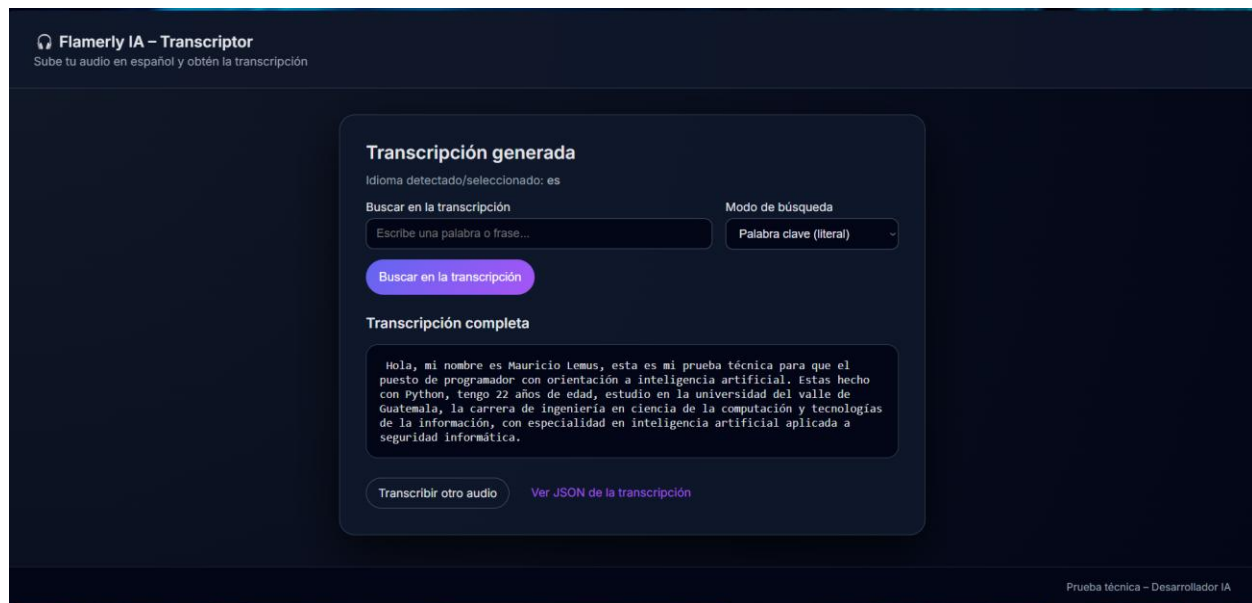 Flamerly IA – Transcriptor
Sube tu audio en español y obtén la transcripción
Transcripción generada
Idioma detectado/seleccionado: es
Buscar en la transcripción
Modo de búsqueda
Escribe una palabra o frase...
Palabra clave (literal)
Buscar en la transcripción
Transcripción completa
Hola, mi nombre es Mauricio Lemus, esta es mi prueba técnica para que el
puesto de programador con orientación a inteligencia artificial. Estas hecho
con Python, tengo 22 años de edad, estudio en la universidad del valle de
Guatemala, la carrera de ingeniería en ciencia de la computación y tecnologías
de la información, con especialidad en inteligencia artificial aplicada a
seguridad informática.
Transcribir otro audio
Ver JSON de la transcripción
Prueba técnica – Desarrollador IA